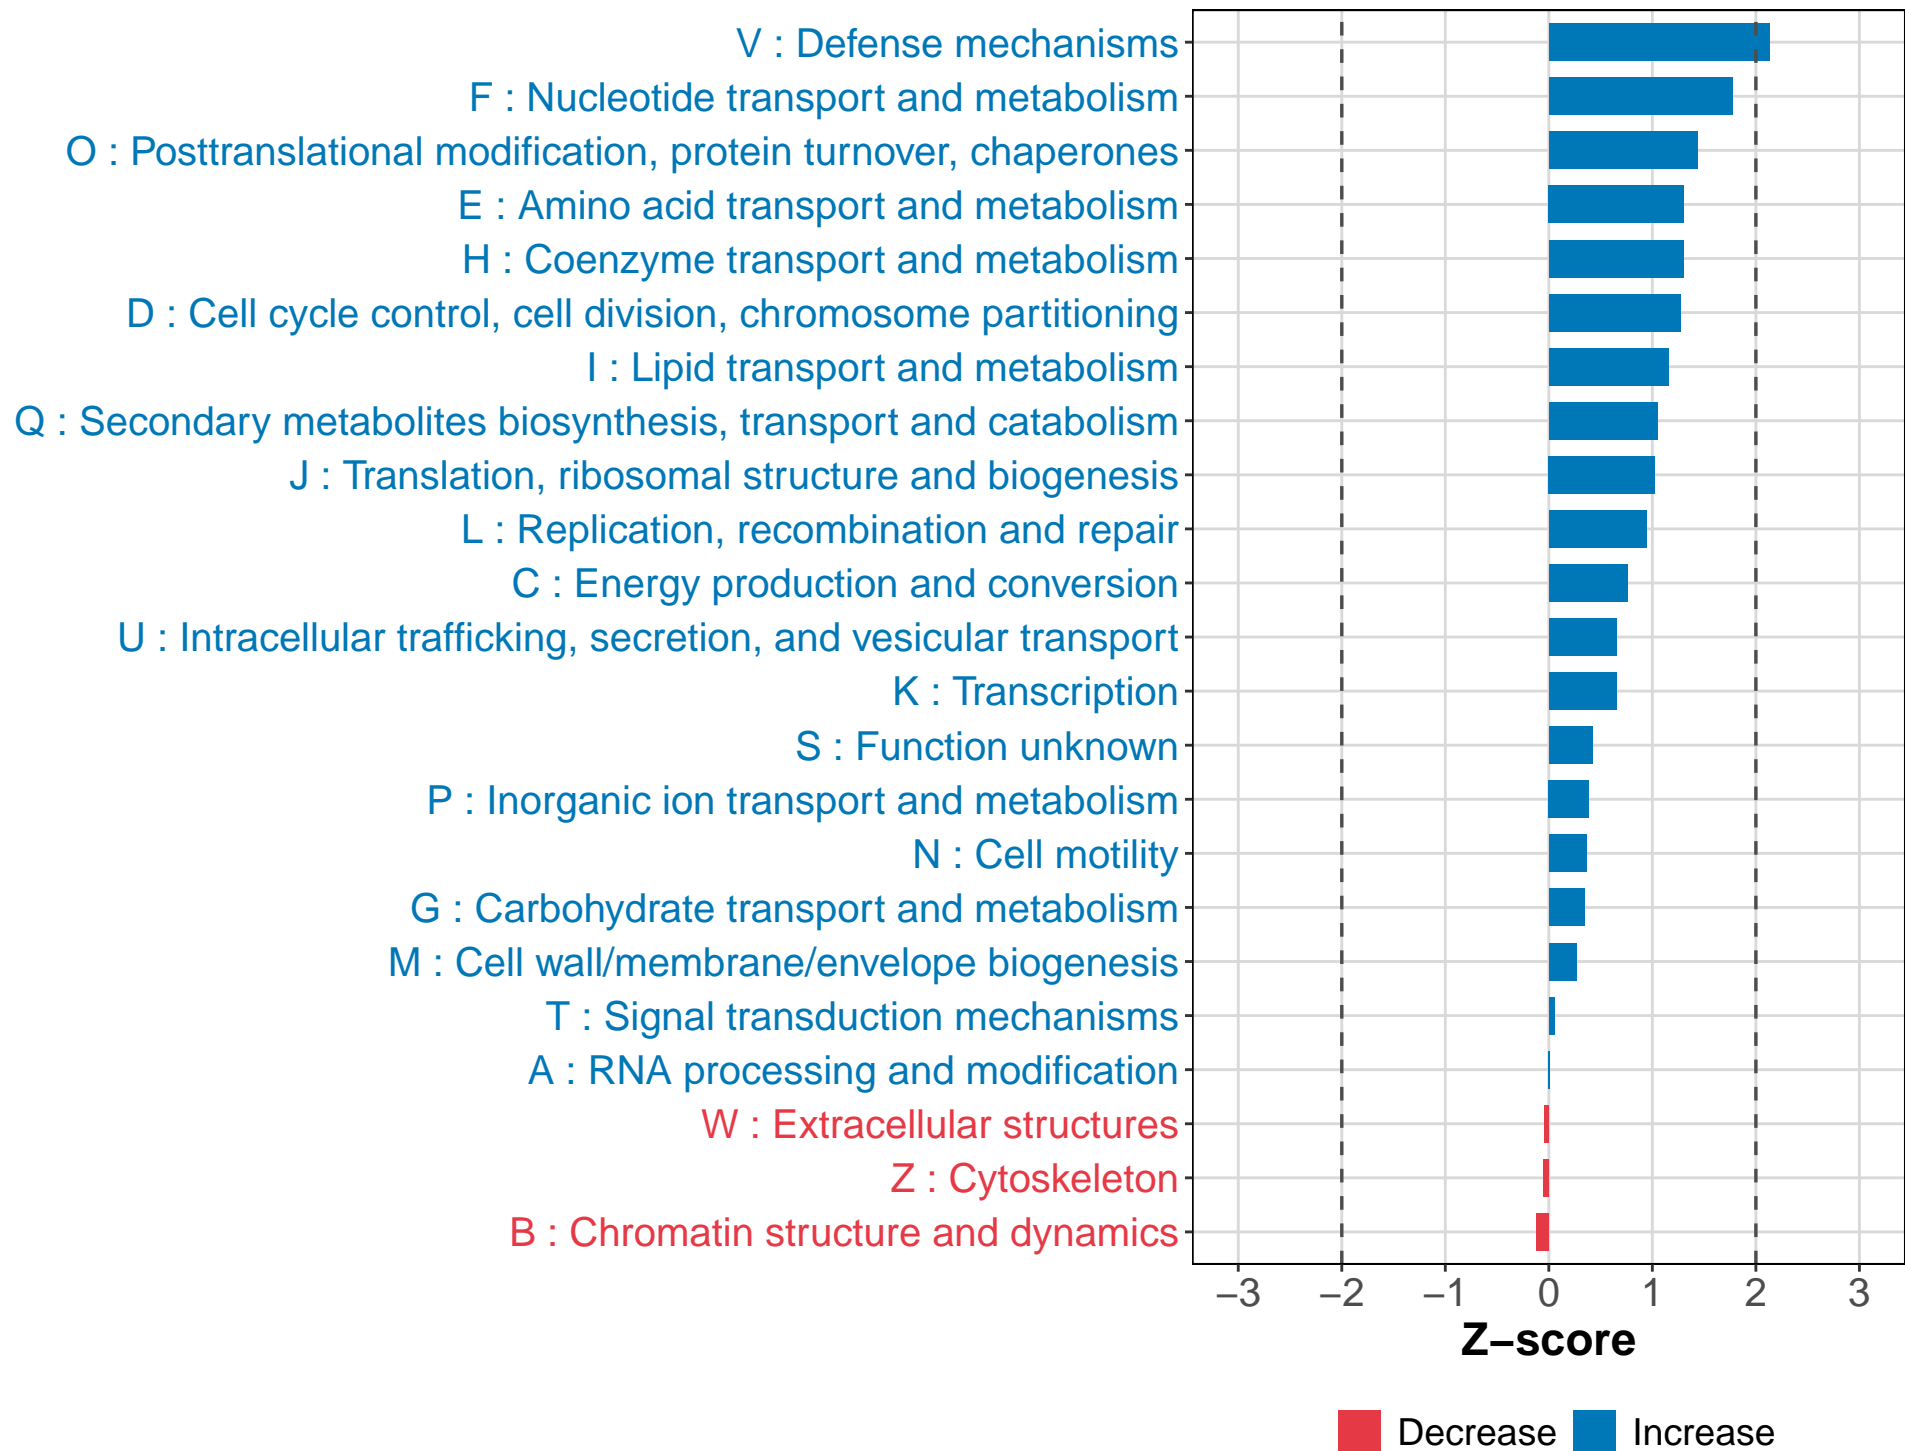 V : Defense mechanisms
F : Nucleotide transport and metabolism
O : Posttranslational modification, protein turnover, chaperones
E : Amino acid transport and metabolism
H : Coenzyme transport and metabolism
D : Cell cycle control, cell division, chromosome partitioning
I : Lipid transport and metabolism
Q : Secondary metabolites biosynthesis, transport and catabolism
J : Translation, ribosomal structure and biogenesis
L : Replication, recombination and repair
C : Energy production and conversion
U : Intracellular trafficking, secretion, and vesicular transport
K : Transcription
S : Function unknown
P : Inorganic ion transport and metabolism
N : Cell motility
G : Carbohydrate transport and metabolism
M : Cell wall/membrane/envelope biogenesis
T : Signal transduction mechanisms
A : RNA processing and modification
W : Extracellular structures
Z : Cytoskeleton
B : Chromatin structure and dynamics
−3 −2 −1 0 1 2 3
Z−score
Decrease Increase